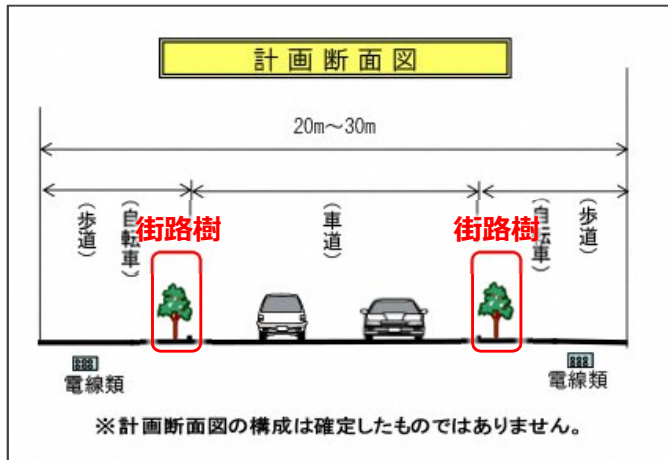 計画断面図
20m～30m
(歩道)
(自転車)
街路樹
(車道)
街路樹
(自転車)
(歩道)
電線類
電線類
※計画断面図の構成は確定したものではありません。